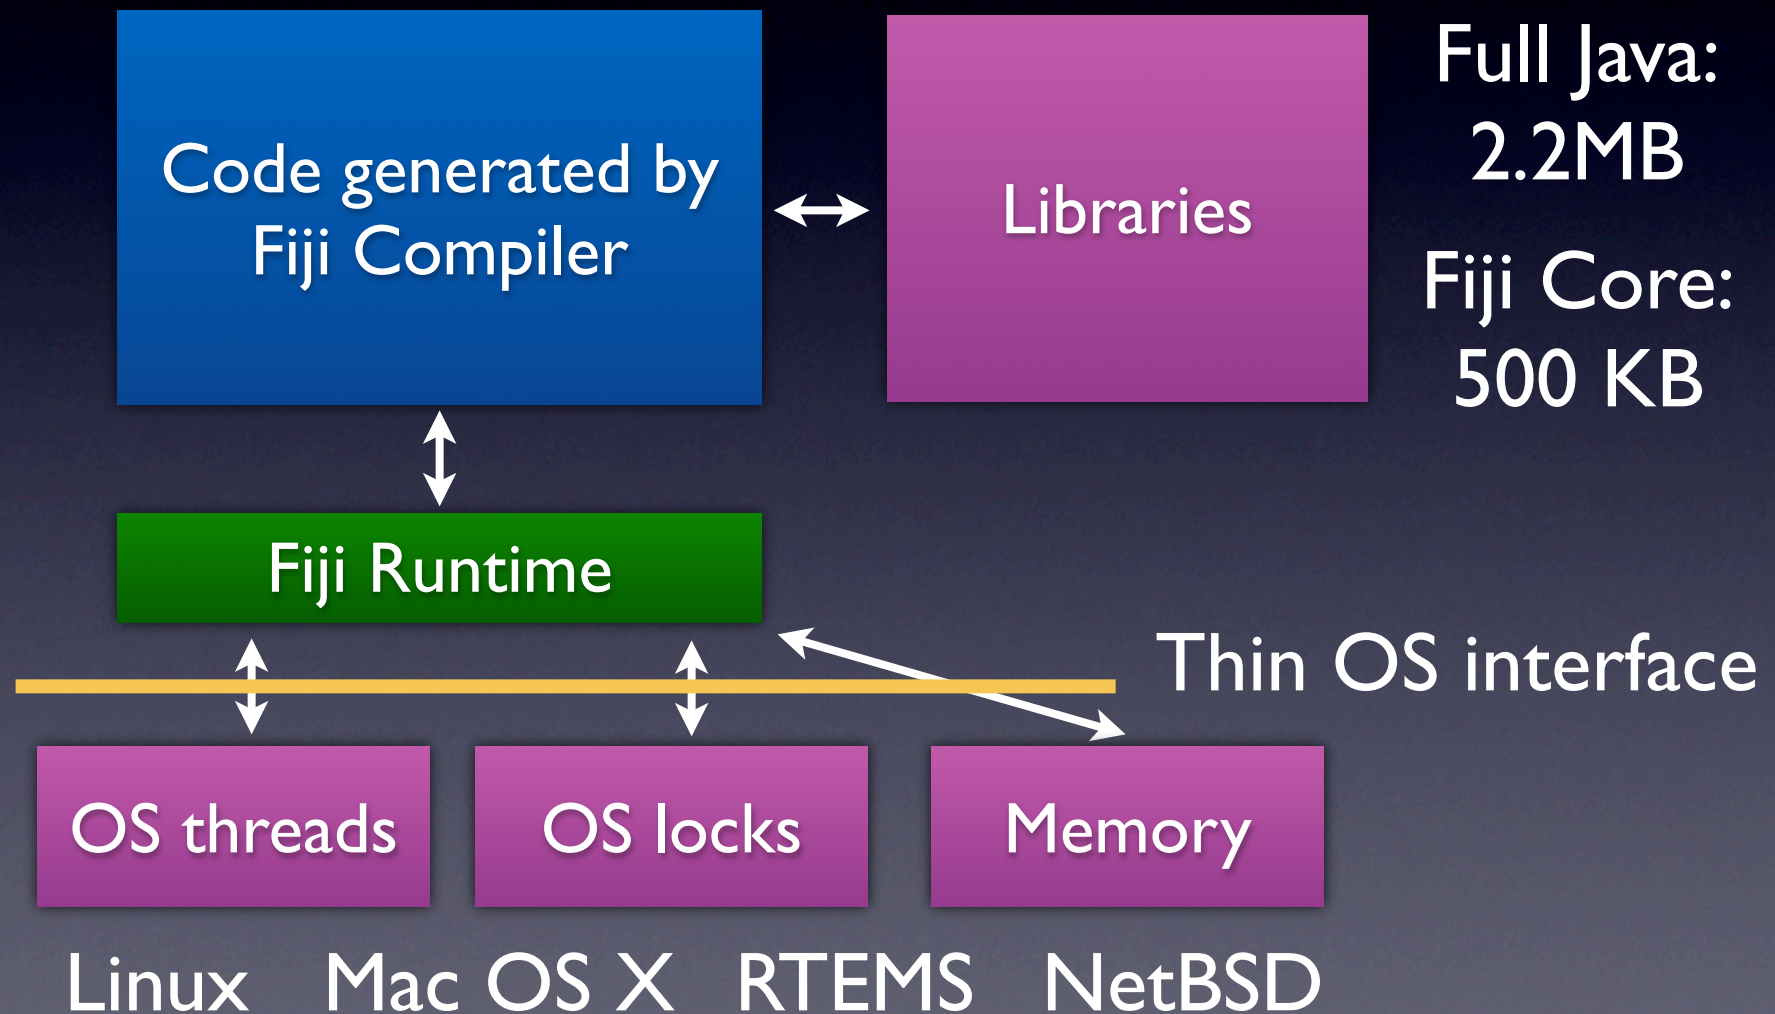 Code generated by
Fiji Compiler
Libraries
Full Java:
2.2MB
Fiji Core:
500 KB
Fiji Runtime
Thin OS interface
OS threads
OS locks
Memory
Linux Mac OS X RTEMS NetBSD